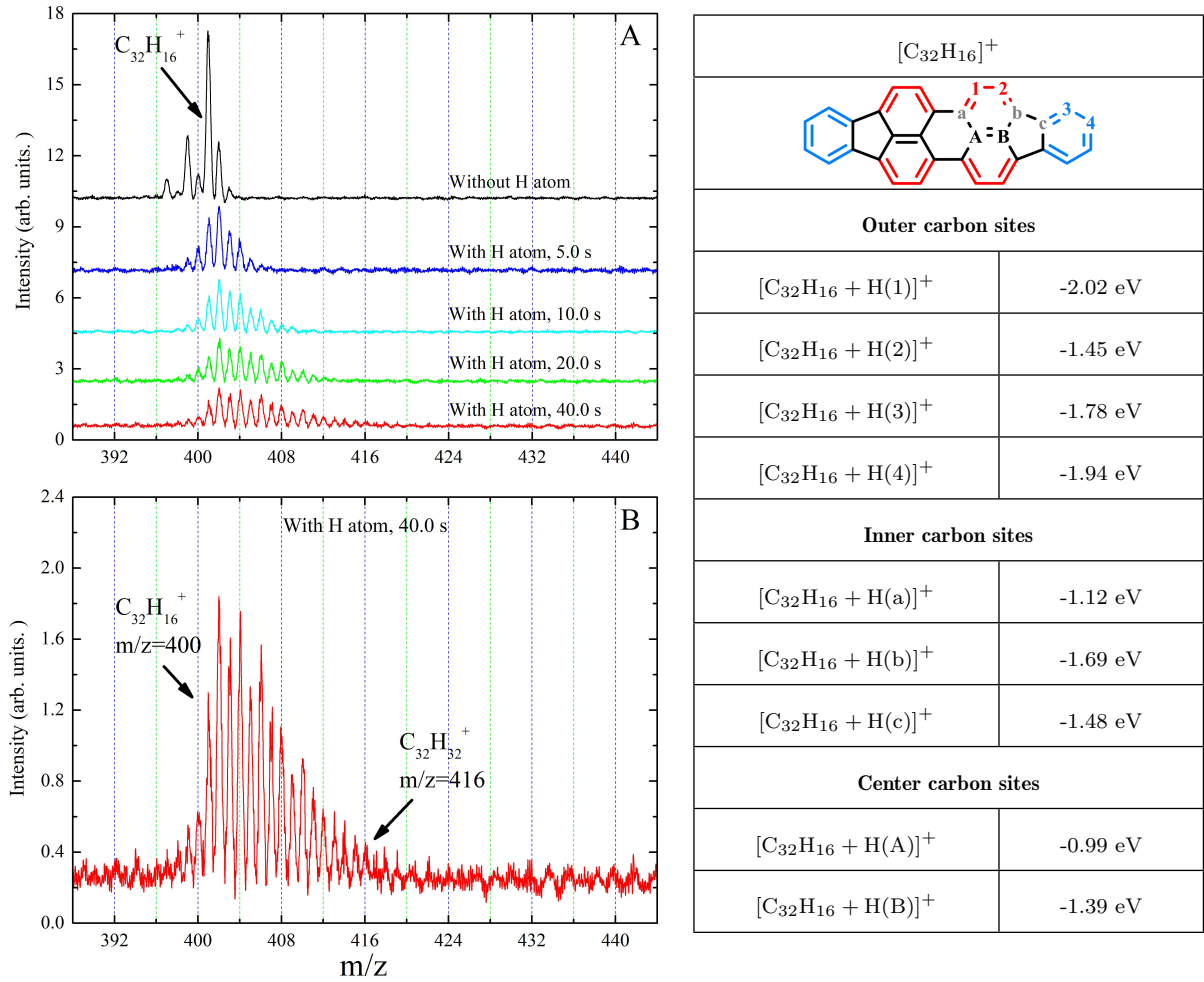 A
18
15
12
9
6
3
0
Intensity (arb. units. )
C₃₂H₁₆⁺
Without H atom
With H atom, 5.0 s
With H atom, 10.0 s
With H atom, 20.0 s
With H atom, 40.0 s
392 400 408 416 424 432 440
B
With H atom, 40.0 s
2.4
2.0
1.6
1.2
0.8
0.4
0.0
Intensity (arb. units. )
C₃₂H₁₆⁺
m/z=400
C₃₂H₃₂⁺
m/z=416
392 400 408 416 424 432 440
m/z
[C₃₂H₁₆]⁺
1 2 3
a b c 4
A B
Outer carbon sites
[C₃₂H₁₆ + H(1)]⁺ -2.02 eV
[C₃₂H₁₆ + H(2)]⁺ -1.45 eV
[C₃₂H₁₆ + H(3)]⁺ -1.78 eV
[C₃₂H₁₆ + H(4)]⁺ -1.94 eV
Inner carbon sites
[C₃₂H₁₆ + H(a)]⁺ -1.12 eV
[C₃₂H₁₆ + H(b)]⁺ -1.69 eV
[C₃₂H₁₆ + H(c)]⁺ -1.48 eV
Center carbon sites
[C₃₂H₁₆ + H(A)]⁺ -0.99 eV
[C₃₂H₁₆ + H(B)]⁺ -1.39 eV